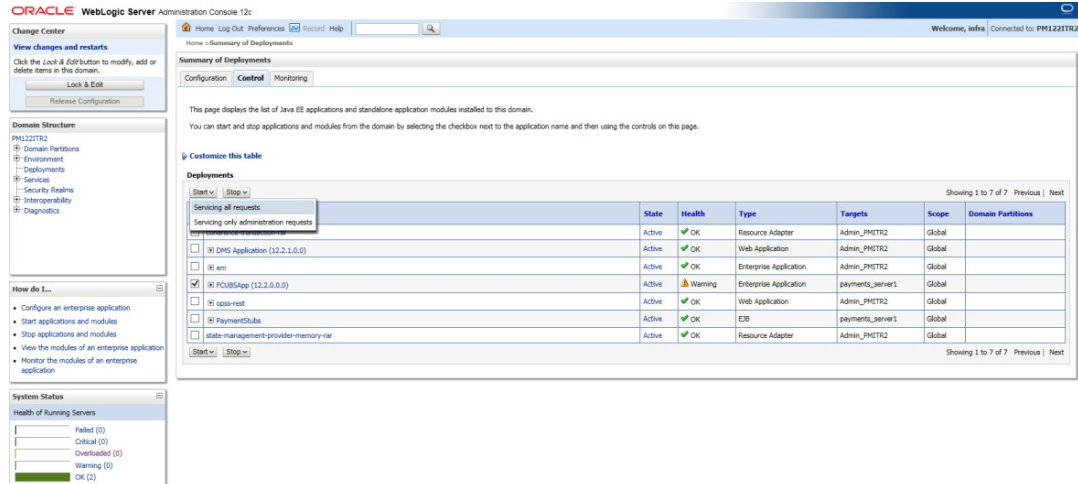 ORACLE WebLogic Server Administration Console 12c
Change Center
View changes and restarts
Click the Lock & Edit button to modify, add or
delete items in this domain.
Lock & Edit
Release Configuration
Domain Structure
PM122ITR2
Domain Partitions
Environment
Deployments
Services
Security Realms
Interoperability
Diagnostics
How do I...
Configure an enterprise application
Start applications and modules
Stop applications and modules
View the modules of an enterprise application
Monitor the modules of an enterprise
application
System Status
Health of Running Servers
Failed (0)
Critical (0)
Overloaded (0)
Warning (0)
OK (2)
Home Log Out Preferences Record Help
Welcome, infra Connected to: PM122ITR2
Home >Summary of Deployments
Summary of Deployments
Configuration Control Monitoring
This page displays the list of Java EE applications and standalone application modules installed to this domain.
You can start and stop applications and modules from the domain by selecting the checkbox next to the application name and then using the controls on this page.
Customize this table
Deployments
Start Stop Showing 1 to 7 of 7 Previous | Next
Servicing all requests
Servicing only administration requests
State Health Type Targets Scope Domain Partitions
coherence-transaction-rar Active OK Resource Adapter Admin_PMITR2 Global
DMS Application (12.2.1.0.0) Active OK Web Application Admin_PMITR2 Global
em Active OK Enterprise Application Admin_PMITR2 Global
FCUBSApp (12.2.0.0.0) Active Warning Enterprise Application payments_server1 Global
opss-rest Active OK Web Application Admin_PMITR2 Global
PaymentStubs Active OK EJB payments_server1 Global
state-management-provider-memory-rar Active OK Resource Adapter Admin_PMITR2 Global
Start Stop Showing 1 to 7 of 7 Previous | Next